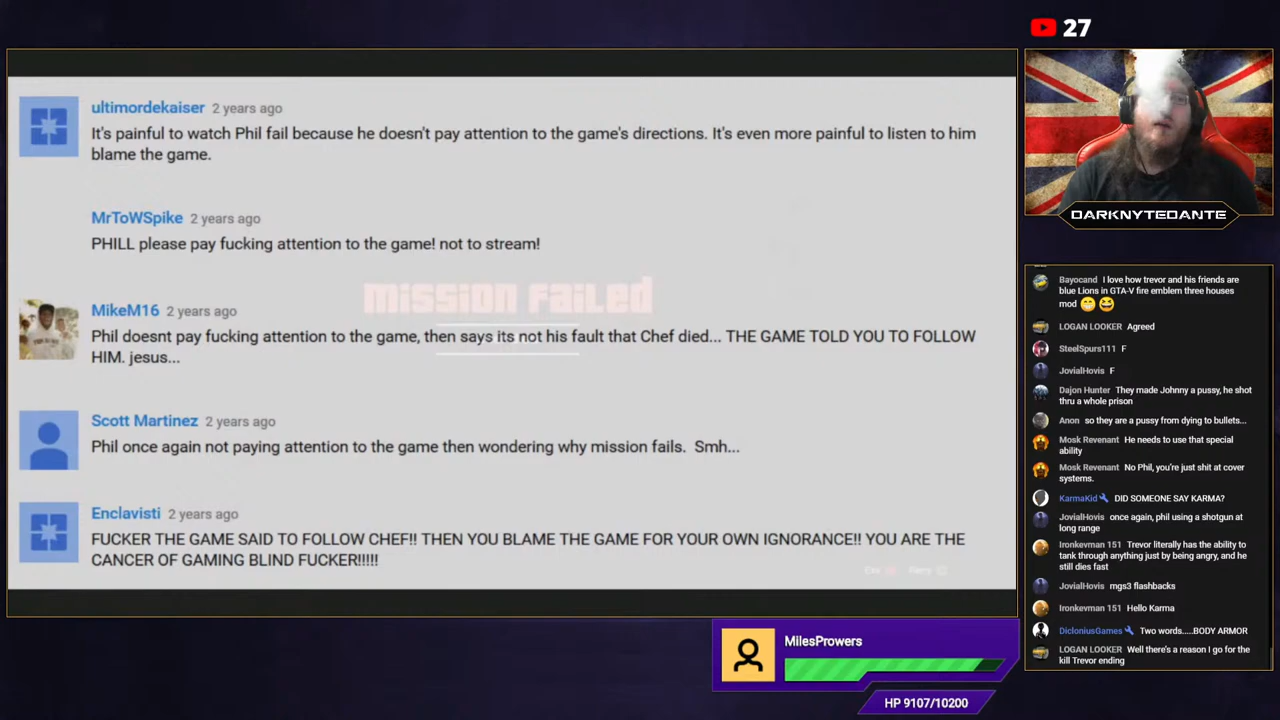 27
ultimordekaiser 2 years ago
It's painful to watch Phil fail because he doesn't pay attention to the game's directions. It's even more painful to listen to him
blame the game.
MrToWSpike 2 years ago
PHILL please pay fucking attention to the game! not to stream!
mission failed
MikeM16 2 years ago
Phil doesnt pay fucking attention to the game, then says its not his fault that Chef died... THE GAME TOLD YOU TO FOLLOW
HIM. jesus...
Scott Martinez 2 years ago
Phil once again not paying attention to the game then wondering why mission fails. Smh...
Enclavisti 2 years ago
FUCKER THE GAME SAID TO FOLLOW CHEF!! THEN YOU BLAME THE GAME FOR YOUR OWN IGNORANCE!! YOU ARE THE
CANCER OF GAMING BLIND FUCKER!!!!!
Exit Retry
DARKNYTEDANTE
Bayocand I love how trevor and his friends are
blue Lions in GTA-V fire emblem three houses
mod
LOGAN LOOKER Agreed
SteelSpurs111 F
JovialHovis F
Dajon Hunter They made Johnny a pussy, he shot
thru a whole prison
Anon so they are a pussy from dying to bullets...
Mosk Revenant He needs to use that special
ability
Mosk Revenant No Phil, you're just shit at cover
systems.
KarmaKid DID SOMEONE SAY KARMA?
JovialHovis once again, phil using a shotgun at
long range
Ironkevman 151 Trevor literally has the ability to
tank through anything just by being angry, and he
still dies fast
JovialHovis mgs3 flashbacks
Ironkevman 151 Hello Karma
DicloniusGames Two words.....BODY ARMOR
LOGAN LOOKER Well there's a reason I go for the
kill Trevor ending
MilesProwers
HP 9107/10200